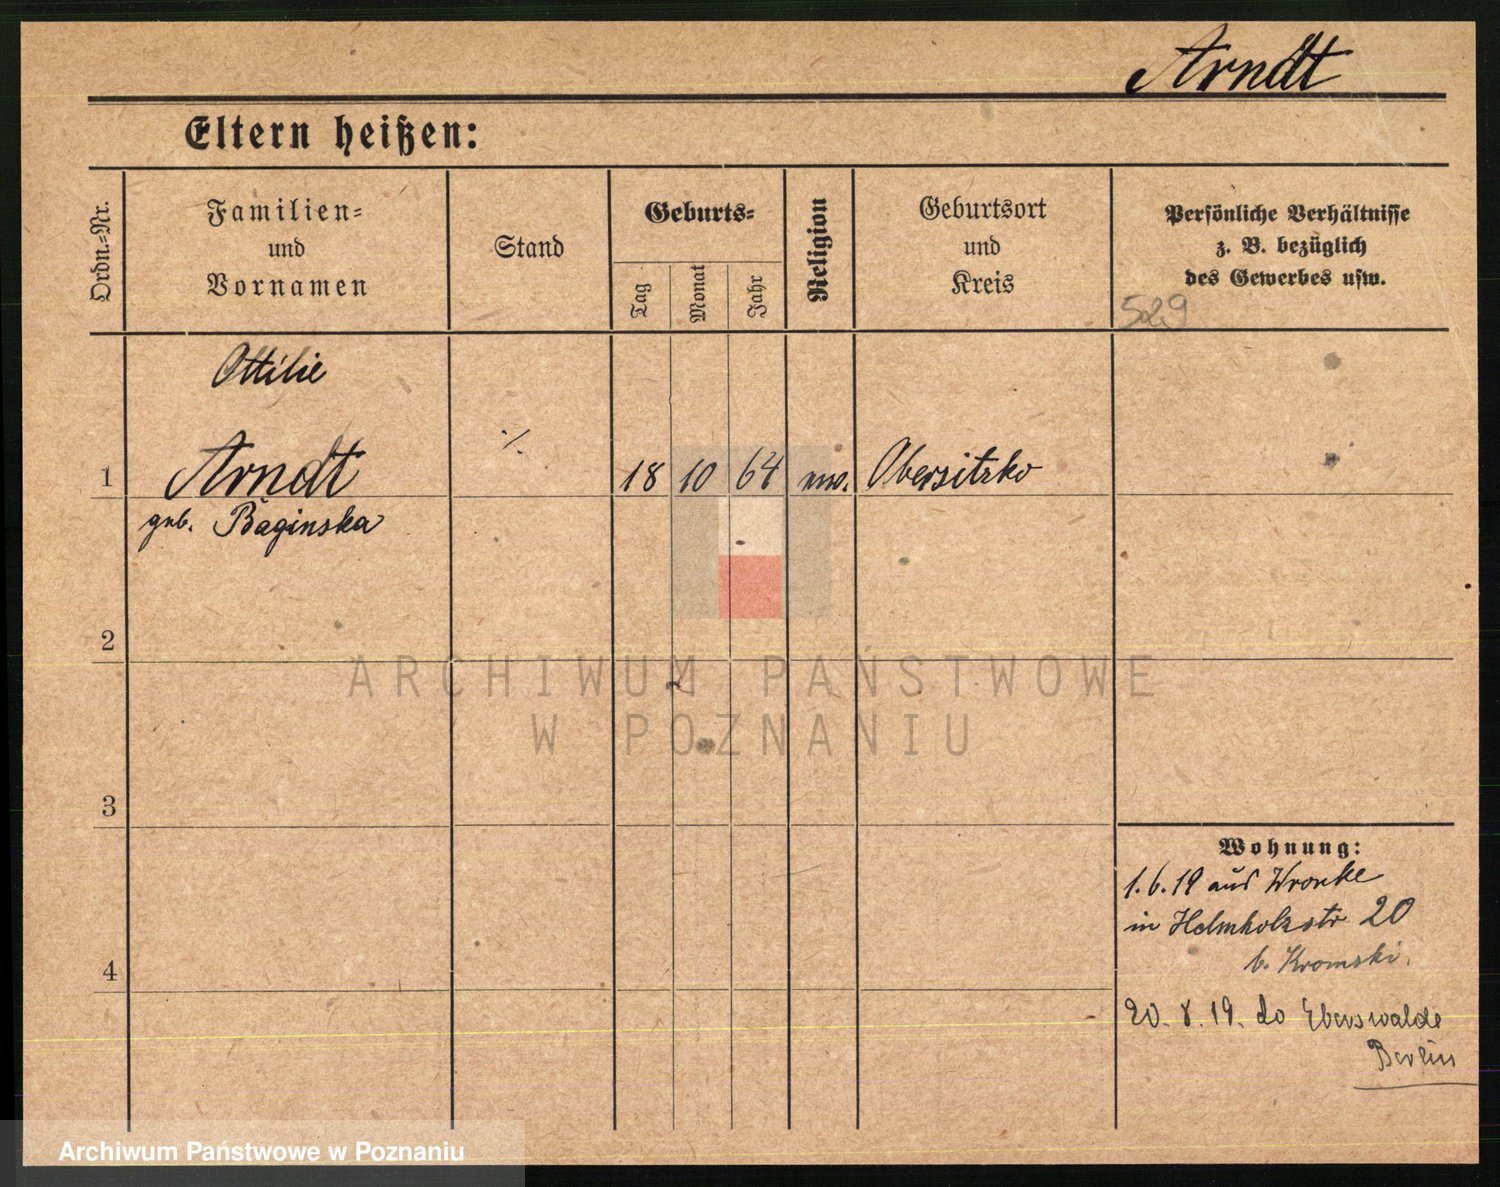 Arndt
Eltern heißen:
Ordn.-Nr.
Familien-
und
Vornamen
Stand
Geburts-
Tag
Monat
Jahr
Religion
Geburtsort
und
Kreis
Persönliche Verhältnisse
z. B. bezüglich
des Gewerbes usw.
529
Ottilie
1 Arndt ·/. 18 10 64 Obersitzko
geb. Baginska
2
ARCHIWUM PAŃSTWOWE
W POZNANIU
3
Wohnung:
1.6.19 aus Wronke
in Helmholzstr 20
b. Kromski.
4
20. 8. 19. do Eberswalde
Berlin
Archiwum Państwowe w Poznaniu